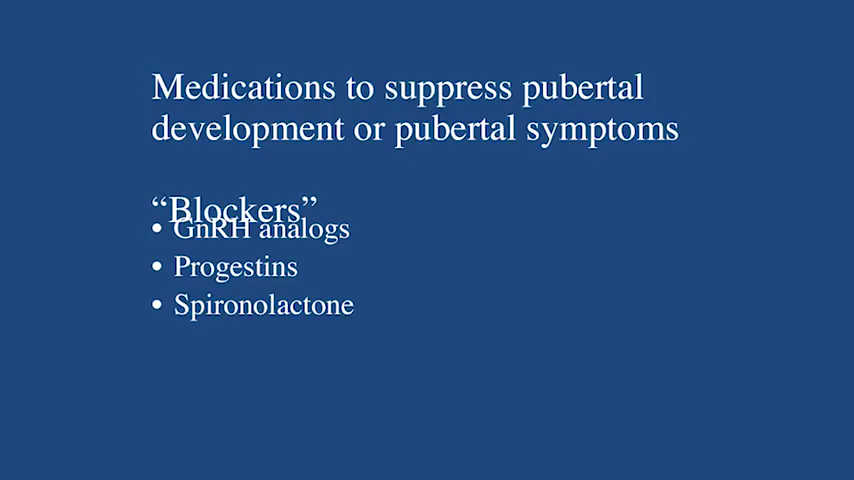 Medications to suppress pubertal
development or pubertal symptoms
“Blockers”
• GnRH analogs
• Progestins
• Spironolactone